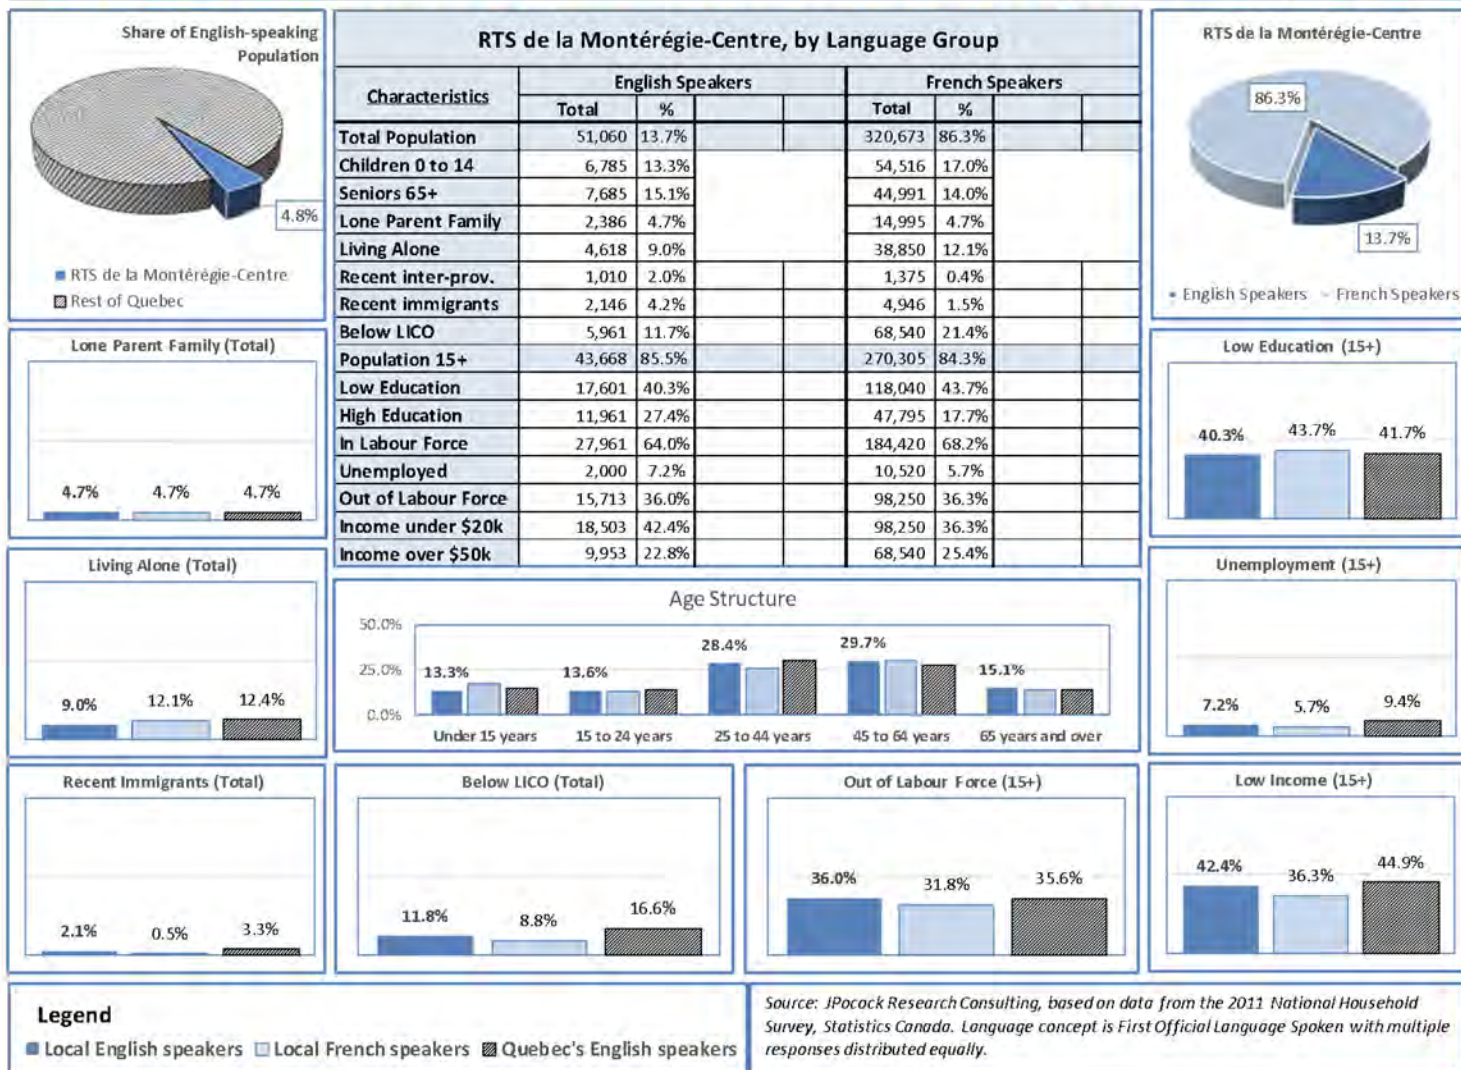 Share of English-speaking
Population
4.8%
RTS de la Montérégie-Centre
Rest of Quebec
RTS de la Montérégie-Centre, by Language Group
Characteristics English Speakers French Speakers
Total % Total %
Total Population 51,060 13.7% 320,673 86.3%
Children 0 to 14 6,785 13.3% 54,516 17.0%
Seniors 65+ 7,685 15.1% 44,991 14.0%
Lone Parent Family 2,386 4.7% 14,995 4.7%
Living Alone 4,618 9.0% 38,850 12.1%
Recent inter-prov. 1,010 2.0% 1,375 0.4%
Recent immigrants 2,146 4.2% 4,946 1.5%
Below LICO 5,961 11.7% 68,540 21.4%
Population 15+ 43,668 85.5% 270,305 84.3%
Low Education 17,601 40.3% 118,040 43.7%
High Education 11,961 27.4% 47,795 17.7%
In Labour Force 27,961 64.0% 184,420 68.2%
Unemployed 2,000 7.2% 10,520 5.7%
Out of Labour Force 15,713 36.0% 98,250 36.3%
Income under $20k 18,503 42.4% 98,250 36.3%
Income over $50k 9,953 22.8% 68,540 25.4%
RTS de la Montérégie-Centre
86.3%
13.7%
English Speakers French Speakers
Lone Parent Family (Total)
4.7% 4.7% 4.7%
Low Education (15+)
40.3% 43.7% 41.7%
Living Alone (Total)
9.0% 12.1% 12.4%
Age Structure
50.0%
25.0%
0.0%
13.3% 13.6% 28.4% 29.7% 15.1%
Under 15 years 15 to 24 years 25 to 44 years 45 to 64 years 65 years and over
Unemployment (15+)
7.2% 5.7% 9.4%
Recent Immigrants (Total)
2.1% 0.5% 3.3%
Below LICO (Total)
11.8% 8.8% 16.6%
Out of Labour Force (15+)
36.0% 31.8% 35.6%
Low Income (15+)
42.4% 36.3% 44.9%
Legend
Local English speakers Local French speakers Quebec's English speakers
Source: JPocock Research Consulting, based on data from the 2011 National Household
Survey, Statistics Canada. Language concept is First Official Language Spoken with multiple
responses distributed equally.